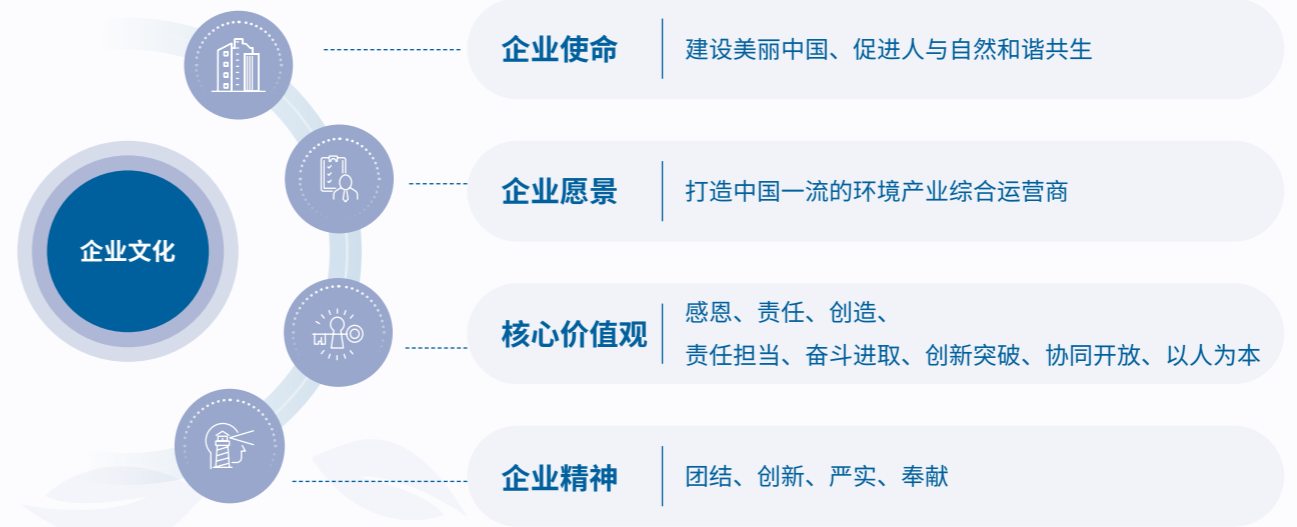 企业文化
企业使命
建设美丽中国、促进人与自然和谐共生
企业愿景
打造中国一流的环境产业综合运营商
核心价值观
感恩、责任、创造、
责任担当、奋斗进取、创新突破、协同开放、以人为本
企业精神
团结、创新、严实、奉献